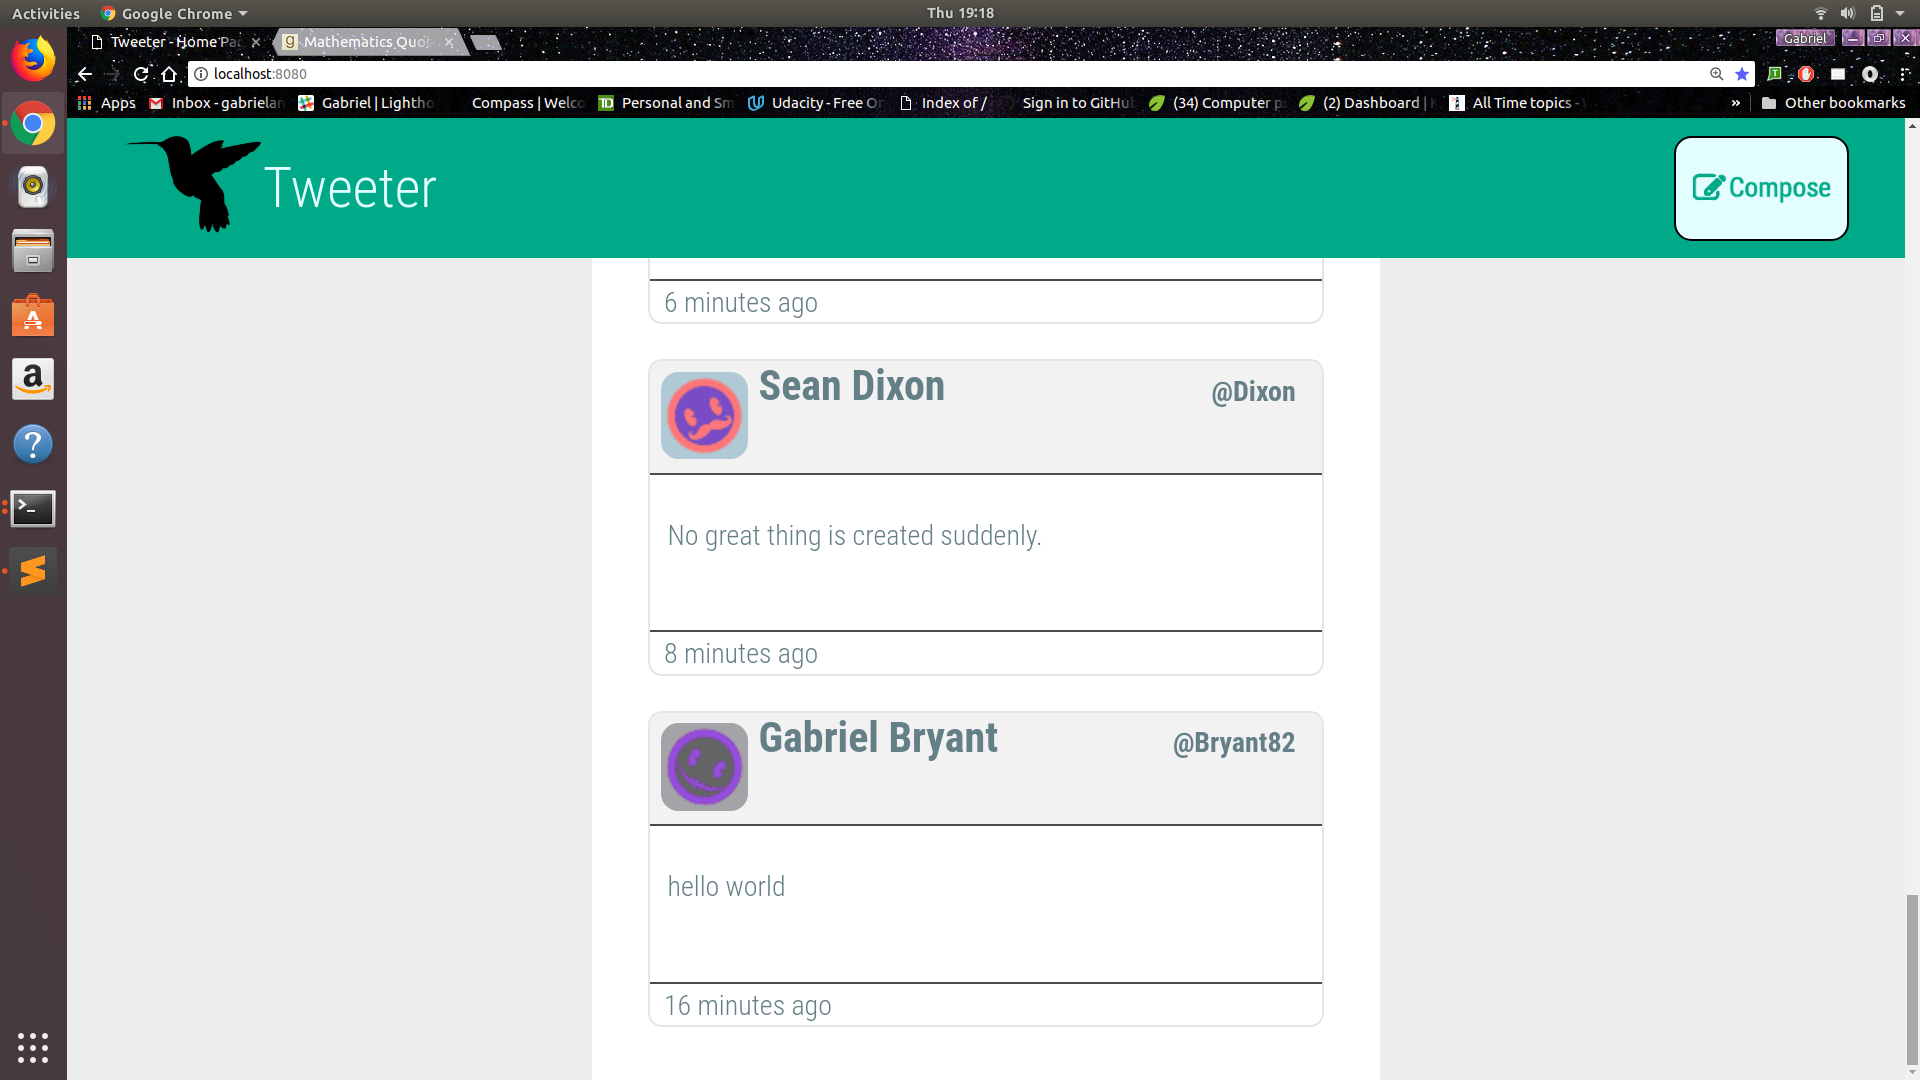 Activities Google Chrome Thu 19:18
Tweeter - Home Pa Mathematics Quo Gabriel
localhost:8080
Apps Inbox - gabrielan Gabriel | Lightho Compass | Welco Personal and Sm Udacity - Free On Index of / Sign in to GitHu (34) Computer p (2) Dashboard | All Time topics - » Other bookmarks
Tweeter
Compose
6 minutes ago
Sean Dixon @Dixon
No great thing is created suddenly.
8 minutes ago
Gabriel Bryant @Bryant82
hello world
16 minutes ago